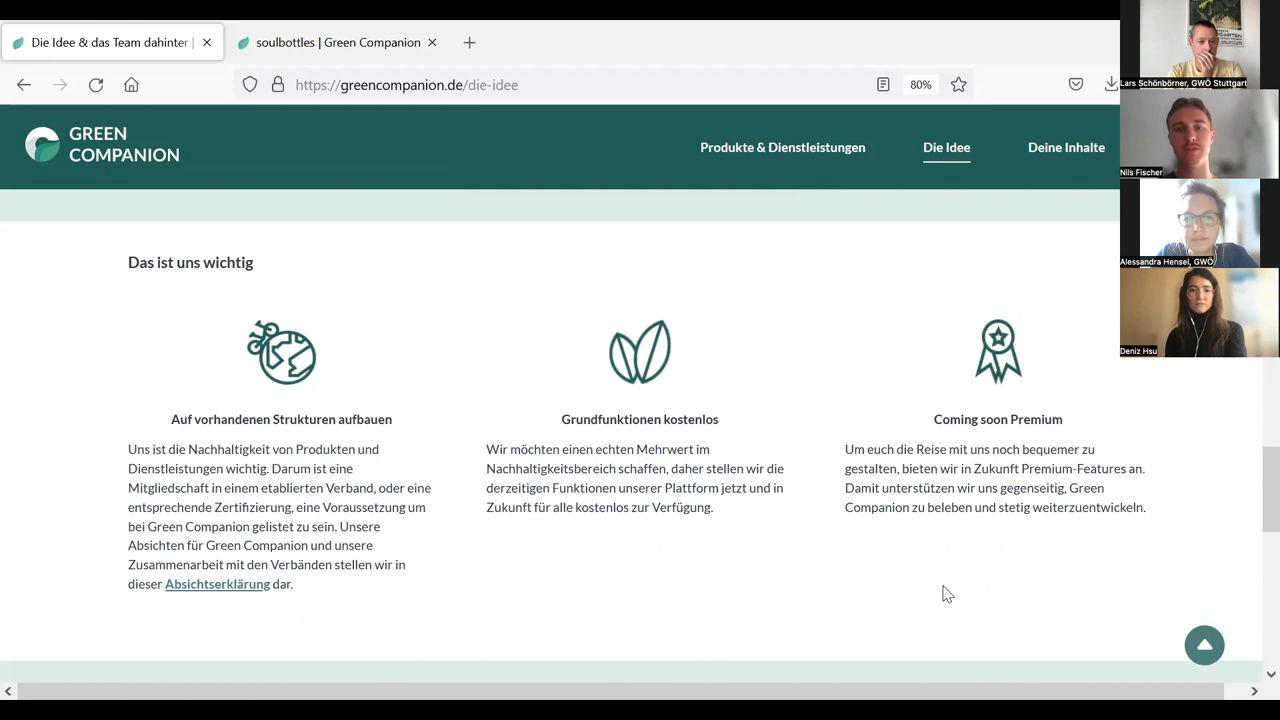 Die Idee & das Team dahinter |
soulbottles | Green Companion
https://greencompanion.de/die-idee
80%
GREEN
COMPANION
Produkte & Dienstleistungen
Die Idee
Deine Inhalte
Lars Schönbörner, GWÖ Stuttgart
Nils Fischer
Alessandra Hensel, GWÖ
Deniz Hsu
Das ist uns wichtig
Auf vorhandenen Strukturen aufbauen
Uns ist die Nachhaltigkeit von Produkten und
Dienstleistungen wichtig. Darum ist eine
Mitgliedschaft in einem etablierten Verband, oder eine
entsprechende Zertifizierung, eine Voraussetzung um
bei Green Companion gelistet zu sein. Unsere
Absichten für Green Companion und unsere
Zusammenarbeit mit den Verbänden stellen wir in
dieser Absichtserklärung dar.
Grundfunktionen kostenlos
Wir möchten einen echten Mehrwert im
Nachhaltigkeitsbereich schaffen, daher stellen wir die
derzeitigen Funktionen unserer Plattform jetzt und in
Zukunft für alle kostenlos zur Verfügung.
Coming soon Premium
Um euch die Reise mit uns noch bequemer zu
gestalten, bieten wir in Zukunft Premium-Features an.
Damit unterstützen wir uns gegenseitig, Green
Companion zu beleben und stetig weiterzuentwickeln.